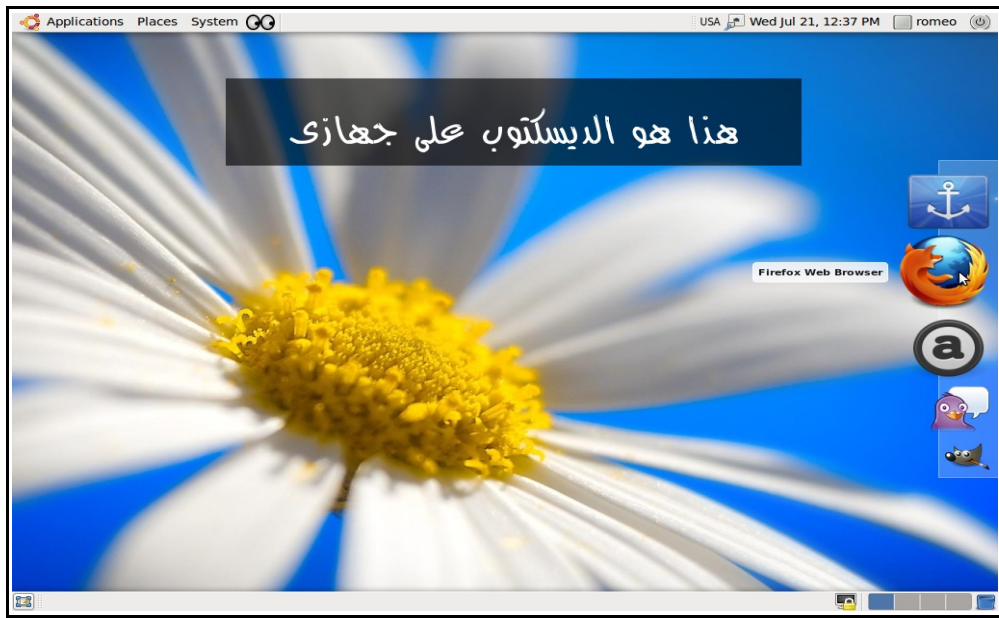 Applications Places System USA Wed Jul 21, 12:37 PM romeo
هذا هو الديسكتوب على جهازى
Firefox Web Browser
a